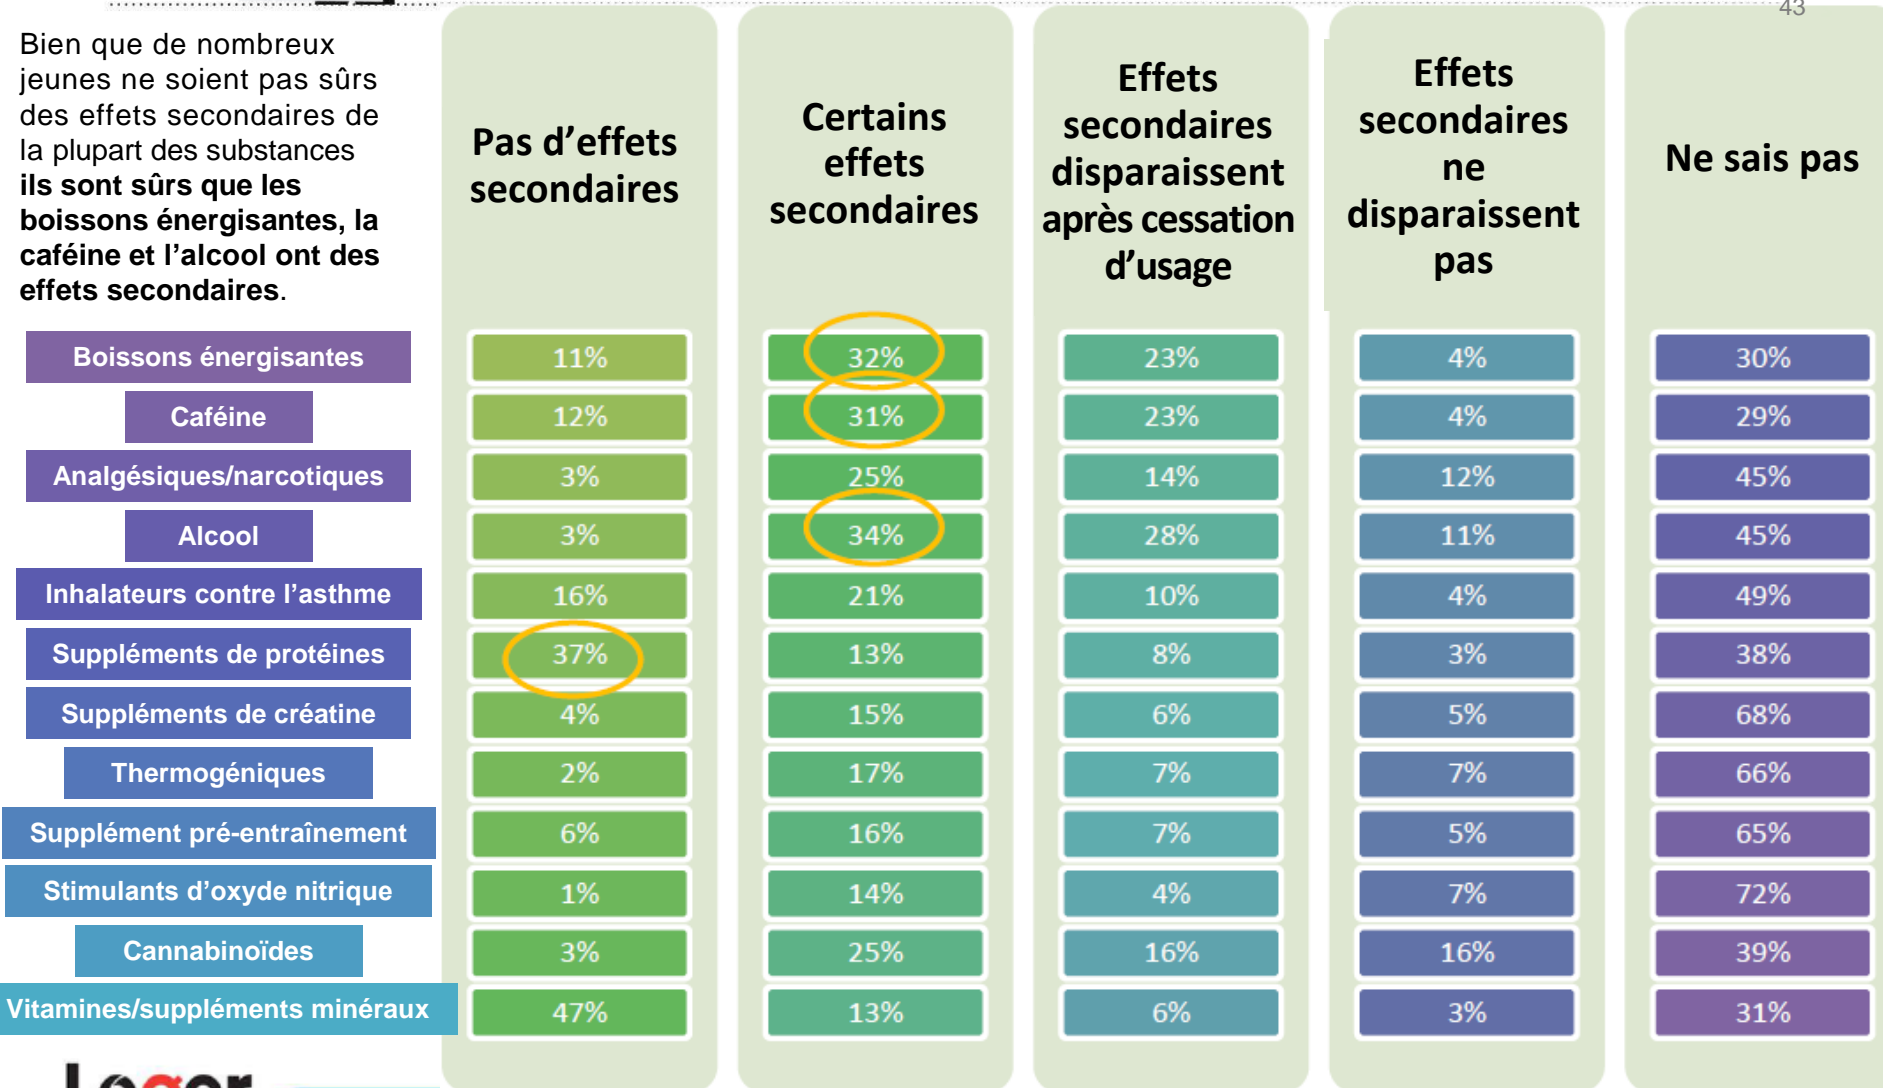 43
Bien que de nombreux
jeunes ne soient pas sûrs
des effets secondaires de
la plupart des substances
ils sont sûrs que les
boissons énergisantes, la
caféine et l’alcool ont des
effets secondaires.
Pas d’effets
secondaires
Certains
effets
secondaires
Effets
secondaires
disparaissent
après cessation
d’usage
Effets
secondaires
ne
disparaissent
pas
Ne sais pas
Boissons énergisantes 11% 32% 23% 4% 30%
Caféine 12% 31% 23% 4% 29%
Analgésiques/narcotiques 3% 25% 14% 12% 45%
Alcool 3% 34% 28% 11% 45%
Inhalateurs contre l’asthme 16% 21% 10% 4% 49%
Suppléments de protéines 37% 13% 8% 3% 38%
Suppléments de créatine 4% 15% 6% 5% 68%
Thermogéniques 2% 17% 7% 7% 66%
Supplément pré-entraînement 6% 16% 7% 5% 65%
Stimulants d’oxyde nitrique 1% 14% 4% 7% 72%
Cannabinoïdes 3% 25% 16% 16% 39%
Vitamines/suppléments minéraux 47% 13% 6% 3% 31%
Leger